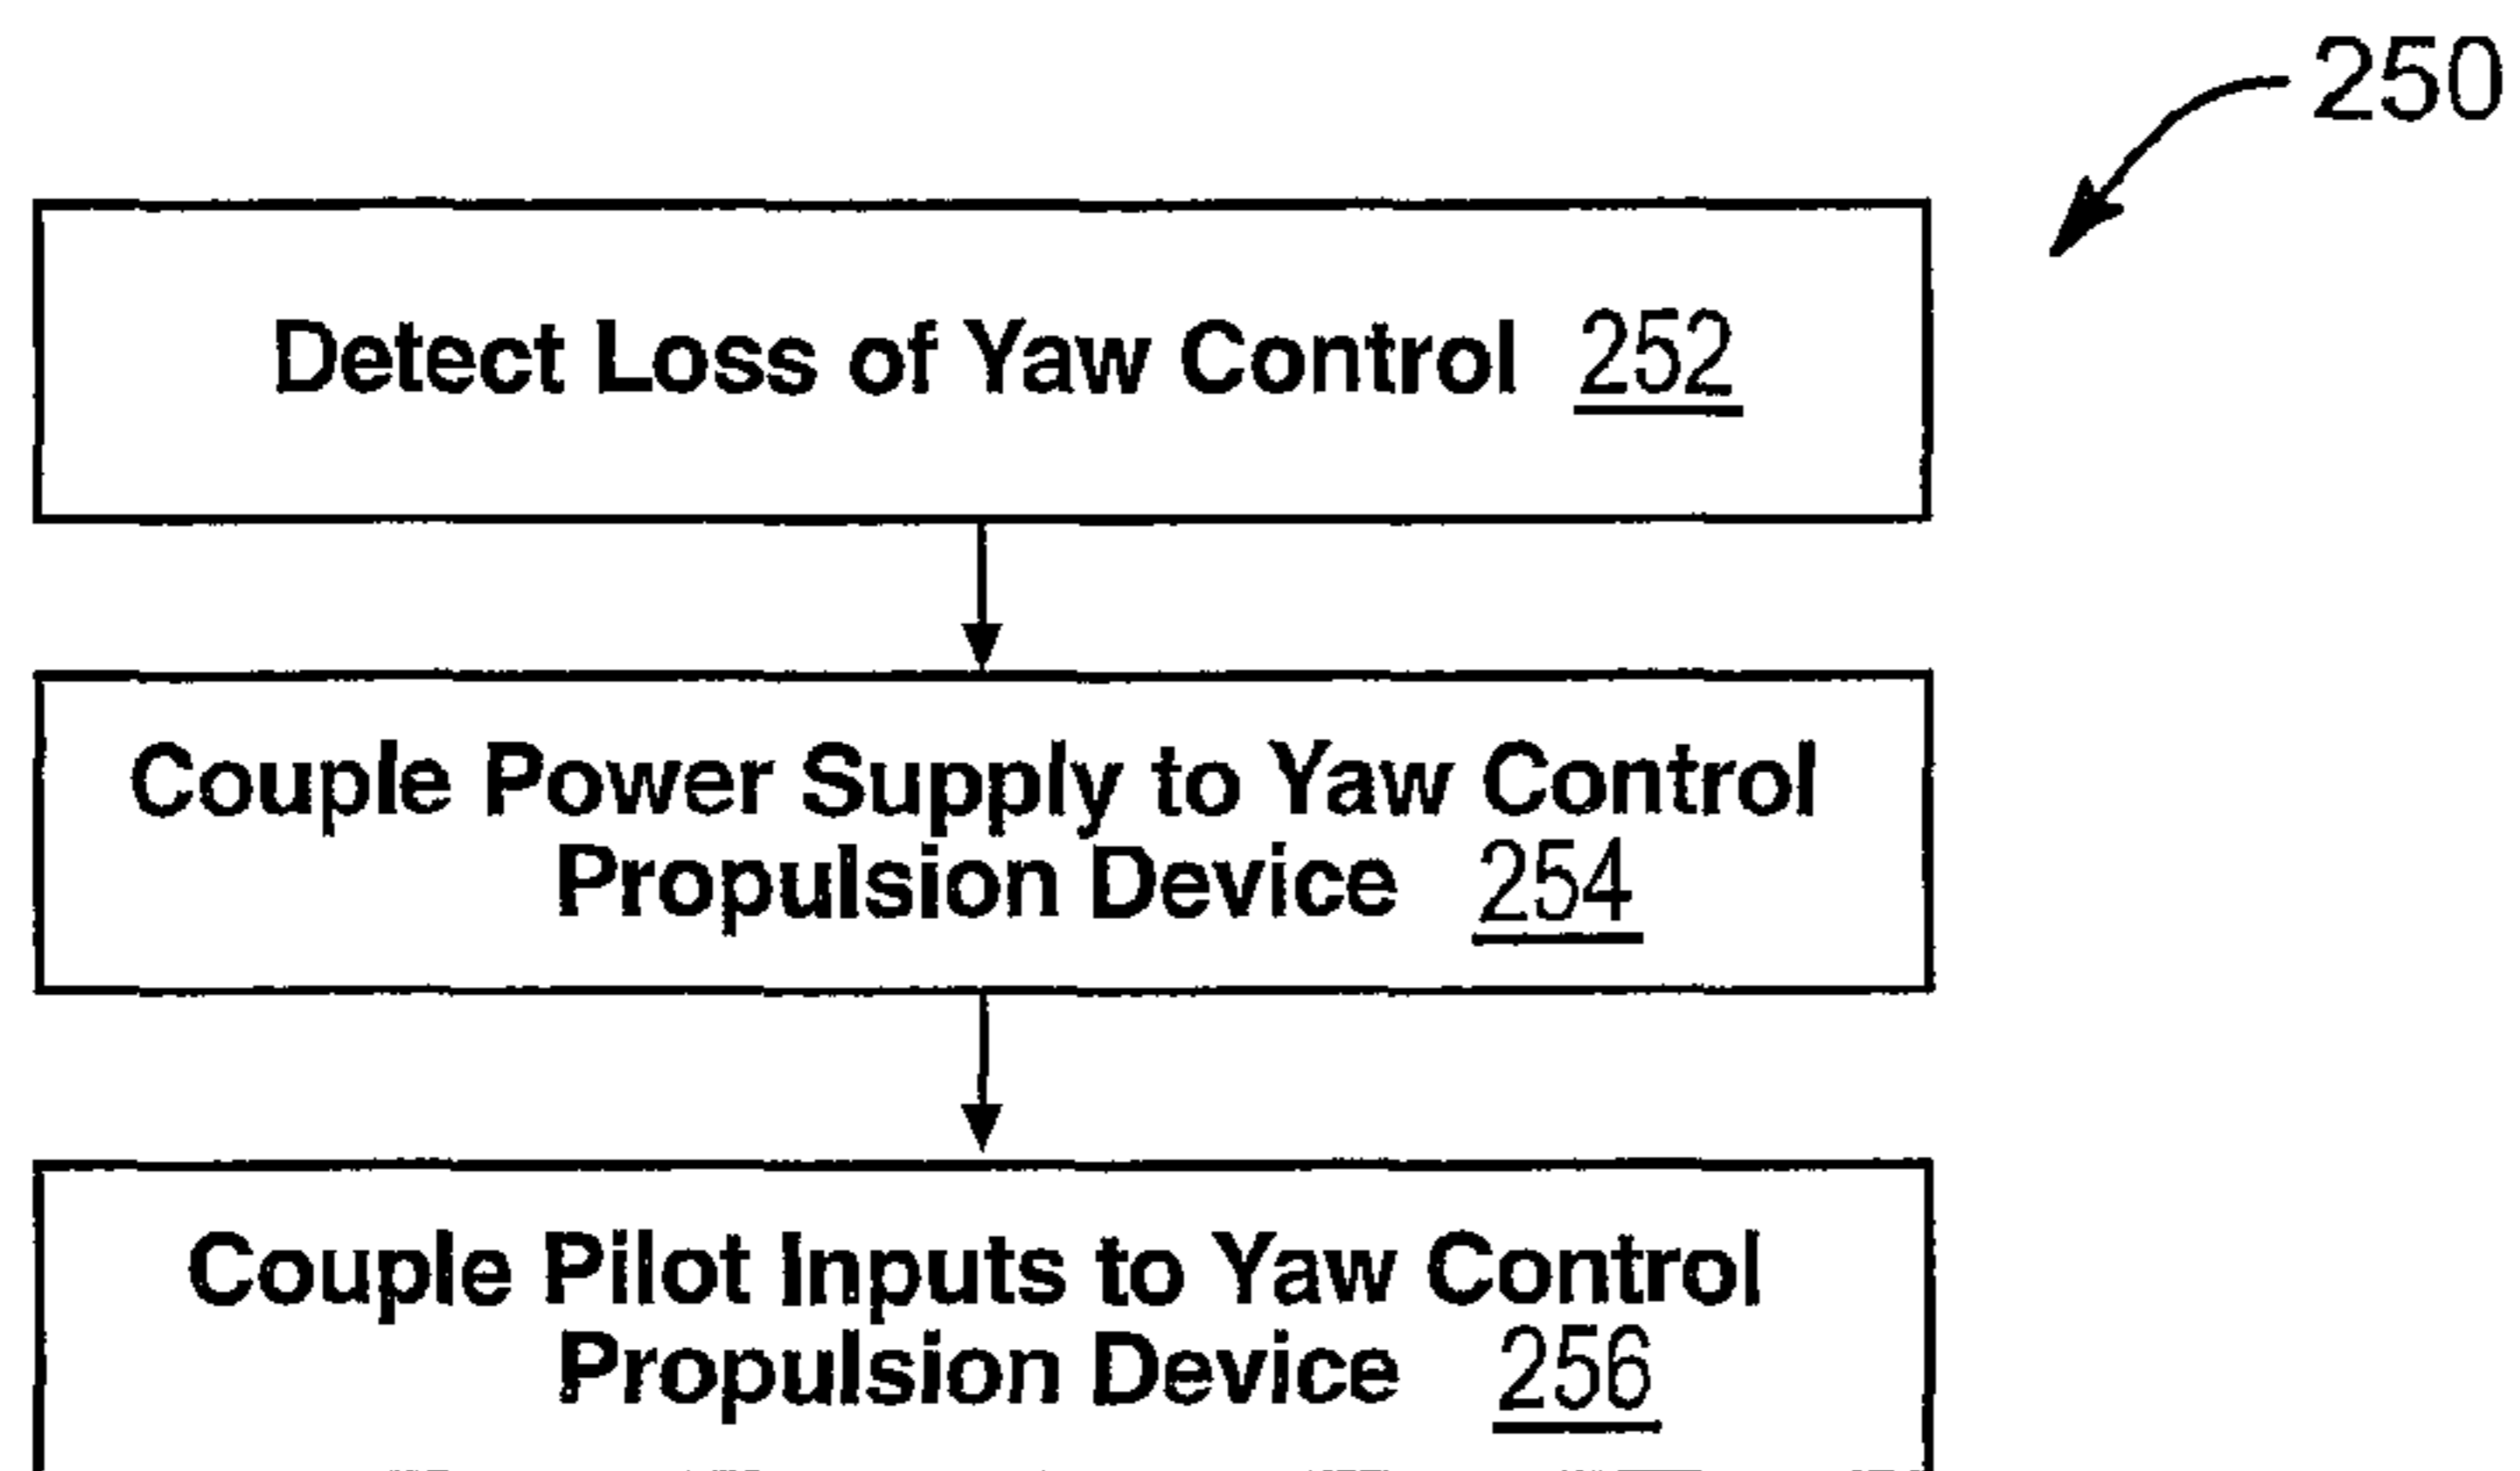 250
Detect Loss of Yaw Control 252
Couple Power Supply to Yaw Control
Propulsion Device 254
Couple Pilot Inputs to Yaw Control
Propulsion Device 256